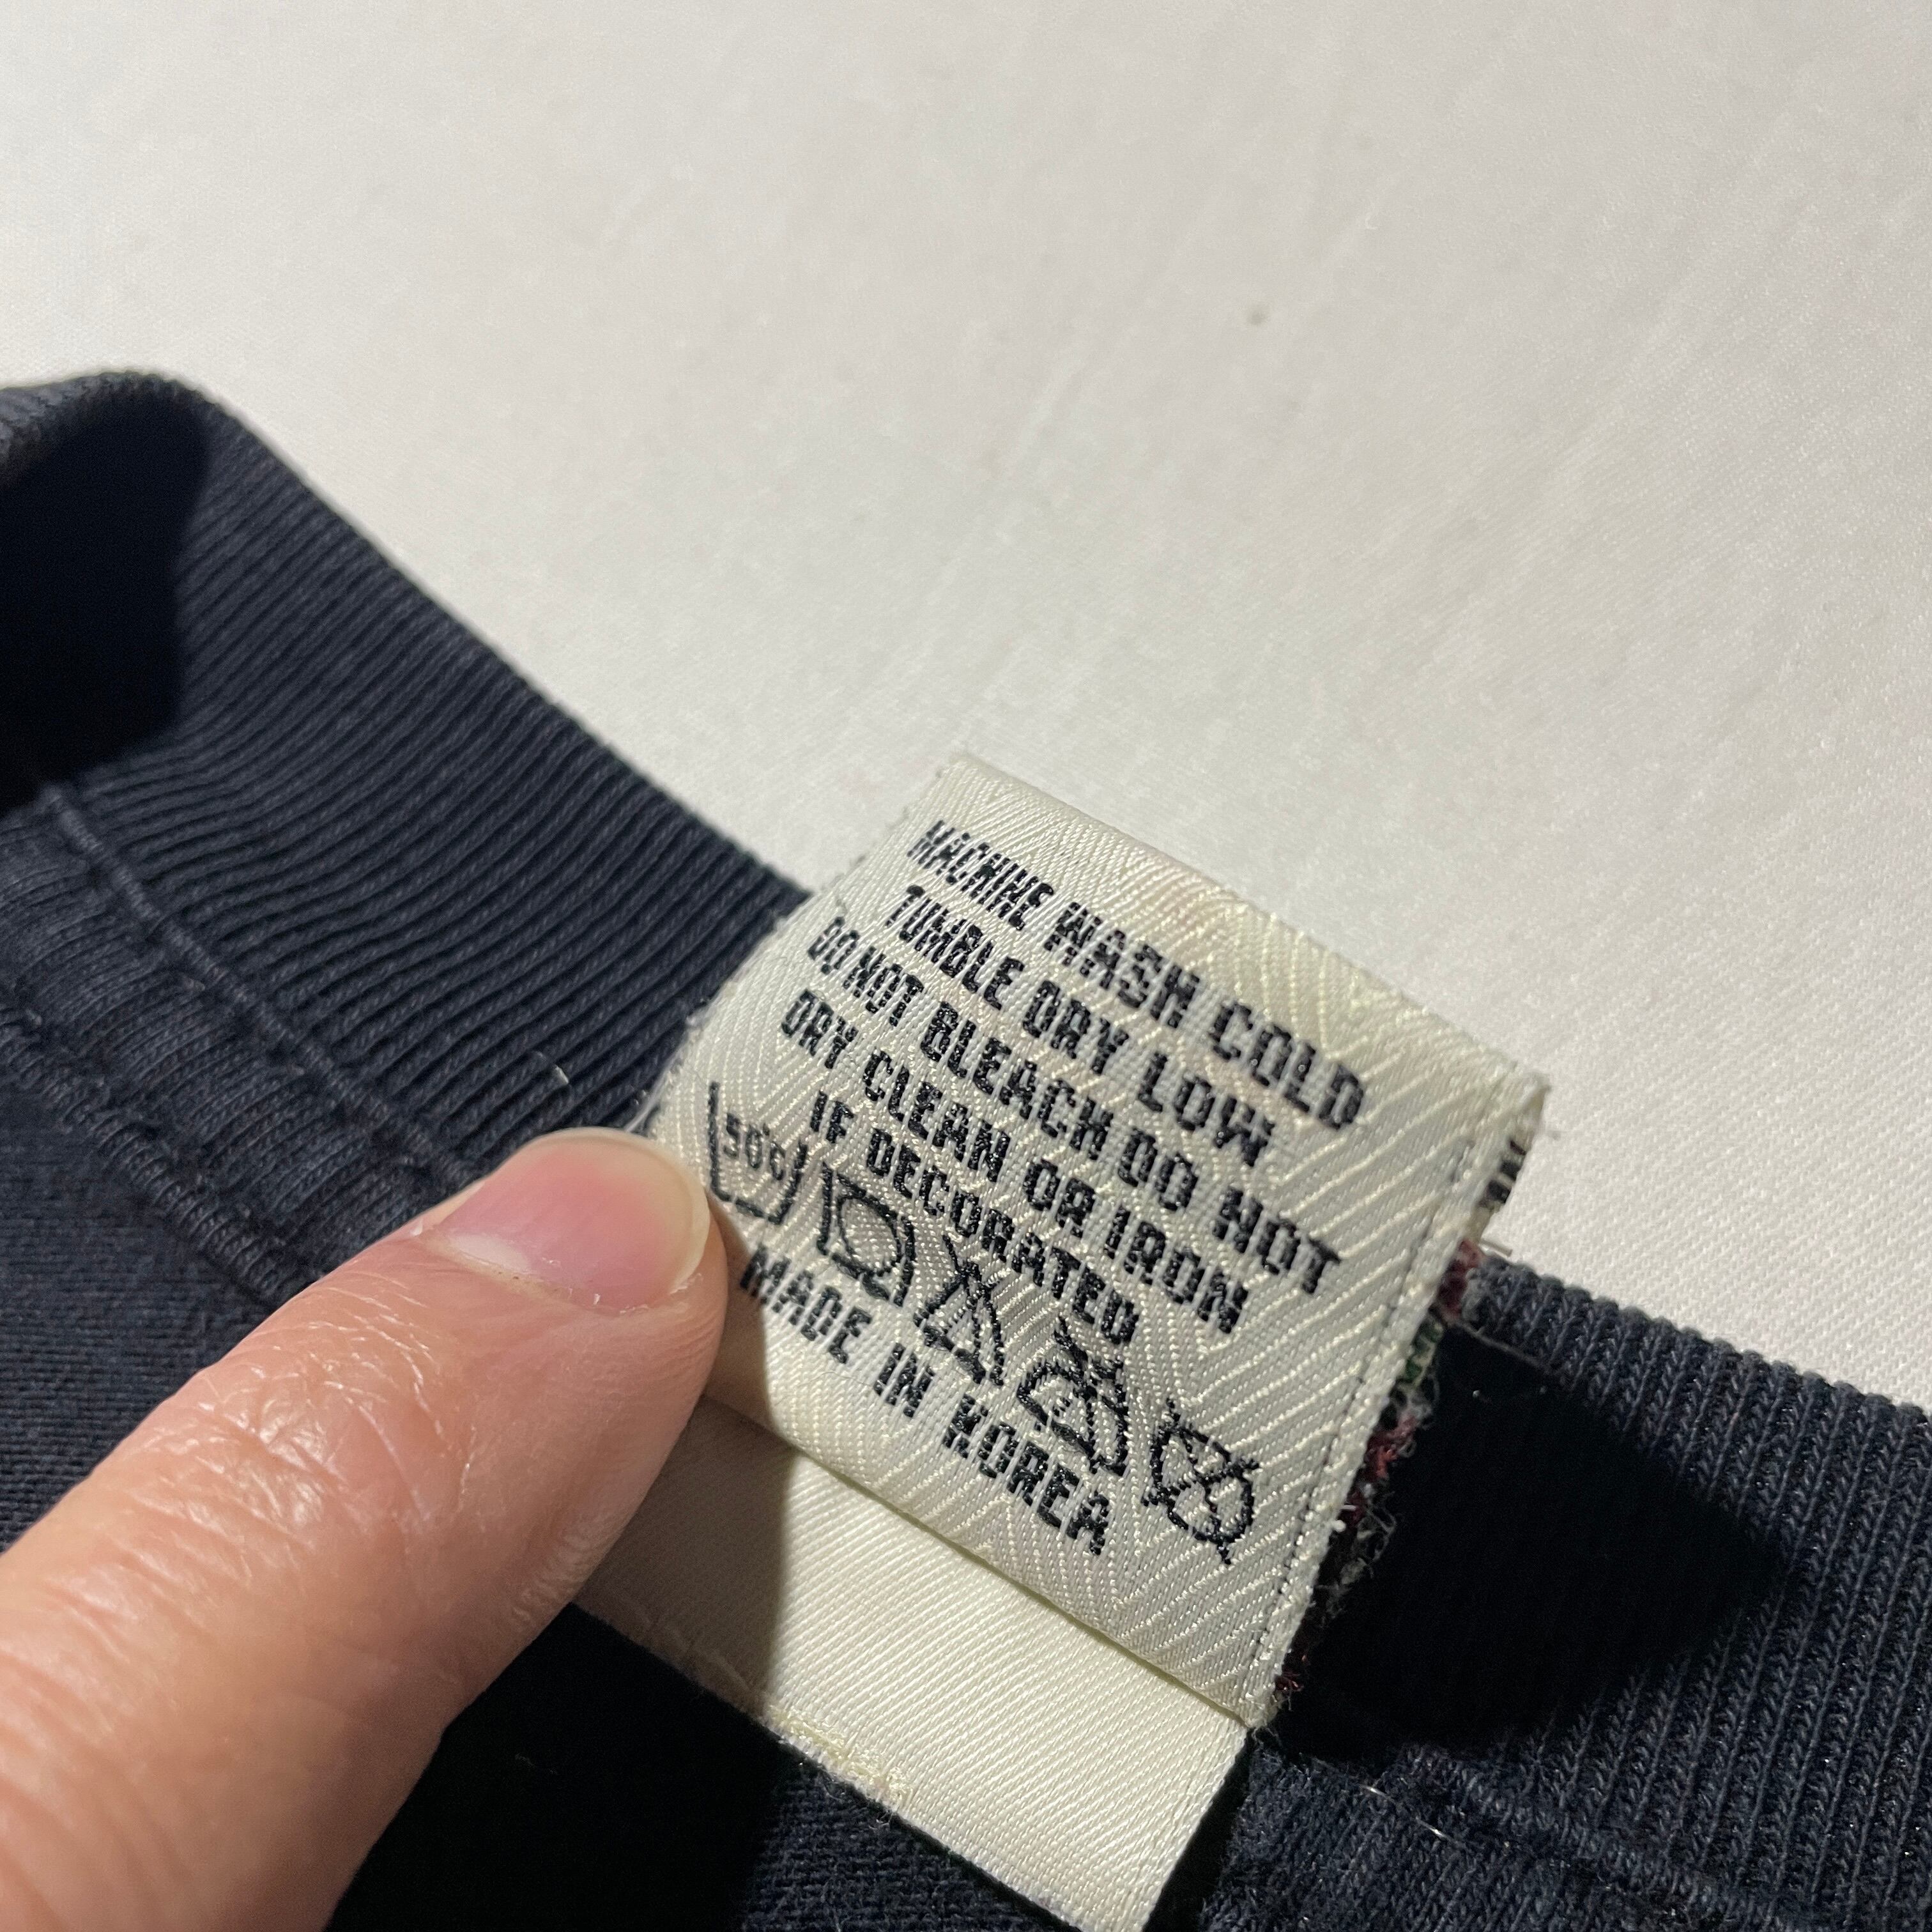 MACHINE WASH COLD
TUMBLE DRY LOW
DO NOT BLEACH DO NOT
DRY CLEAN OR IRON
IF DECORATED
50°C
MADE IN KOREA